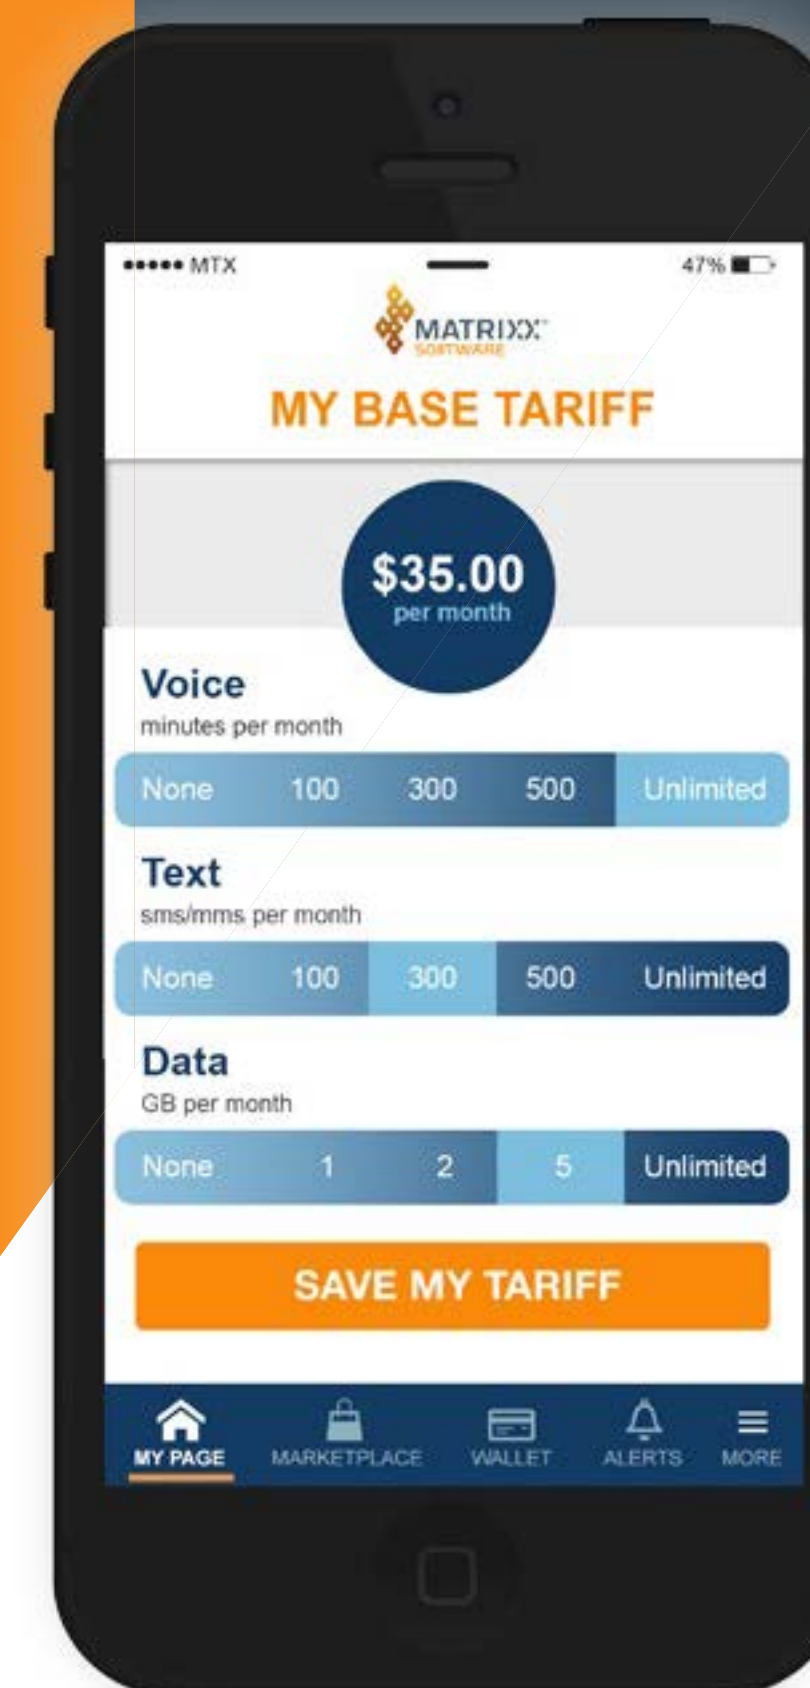 MTX 47%
MATRIXX
SOFTWARE
MY BASE TARIFF
$35.00
per month
Voice
minutes per month
None 100 300 500 Unlimited
Text
sms/mms per month
None 100 300 500 Unlimited
Data
GB per month
None 1 2 5 Unlimited
SAVE MY TARIFF
MY PAGE MARKETPLACE WALLET ALERTS MORE